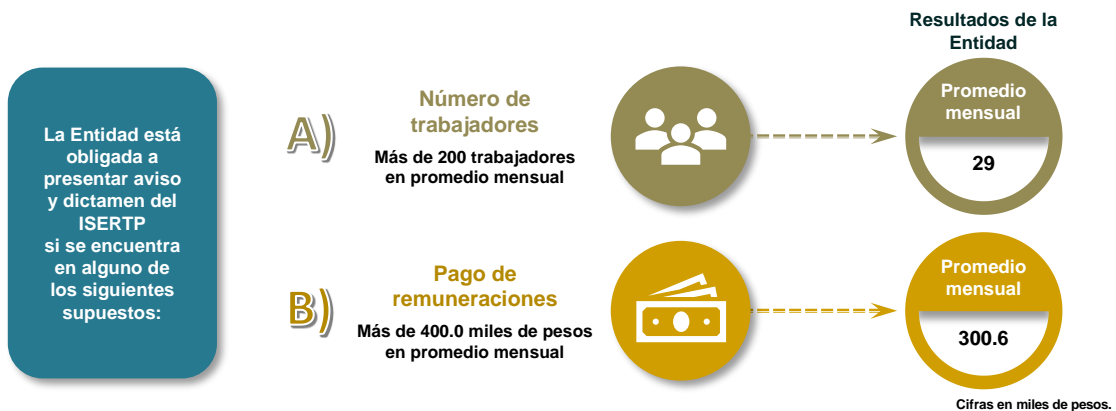 Resultados de la
Entidad
La Entidad está
obligada a
presentar aviso
y dictamen del
ISERTP
si se encuentra
en alguno de
los siguientes
supuestos:
A)
Número de
trabajadores
Más de 200 trabajadores
en promedio mensual
Promedio
mensual
29
B)
Pago de
remuneraciones
Más de 400.0 miles de pesos
en promedio mensual
Promedio
mensual
300.6
Cifras en miles de pesos.